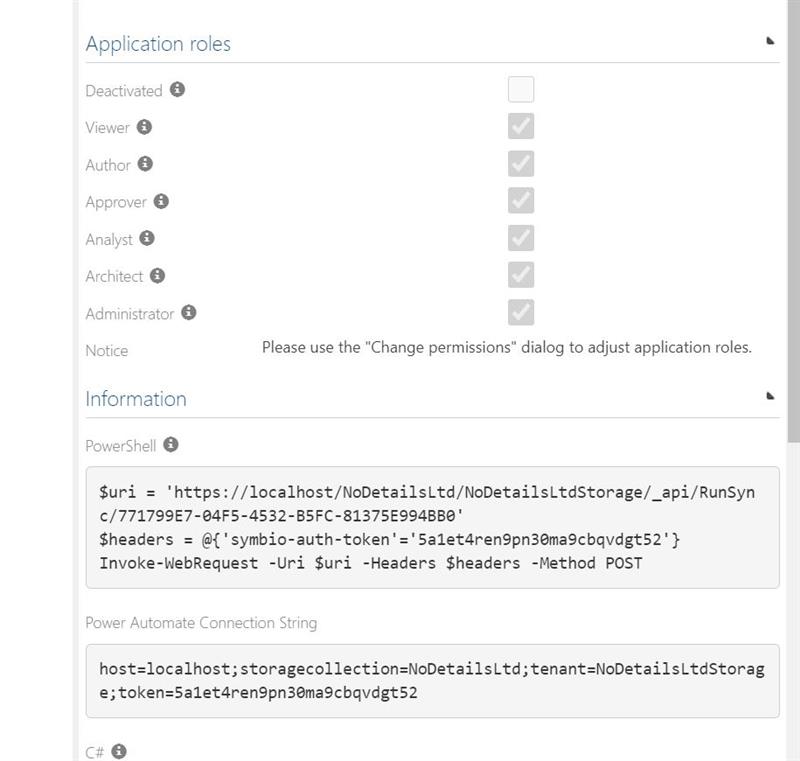 Application roles
Deactivated
Viewer
Author
Approver
Analyst
Architect
Administrator
Notice Please use the "Change permissions" dialog to adjust application roles.
Information
PowerShell
$uri = 'https://localhost/NoDetailsLtd/NoDetailsLtdStorage/_api/RunSyn
c/771799E7-04F5-4532-B5FC-81375E994BB0'
$headers = @{'symbio-auth-token'='5a1et4ren9pn30ma9cbqvdgt52'}
Invoke-WebRequest -Uri $uri -Headers $headers -Method POST
Power Automate Connection String
host=localhost;storagecollection=NoDetailsLtd;tenant=NoDetailsLtdStorag
e;token=5a1et4ren9pn30ma9cbqvdgt52
C#